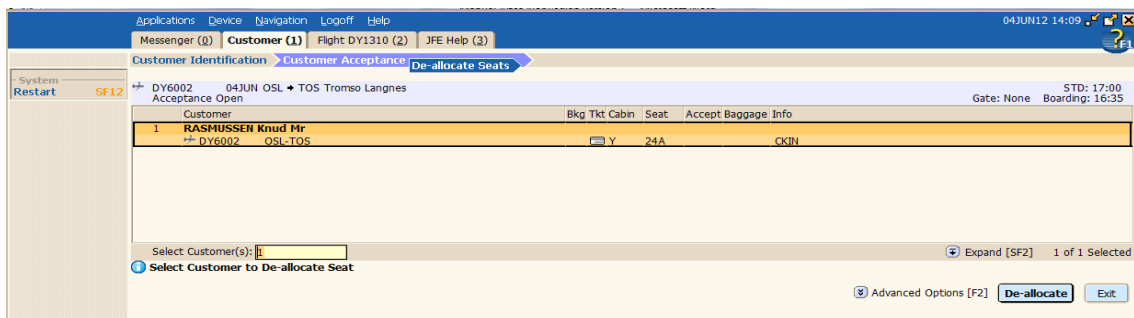 Applications Device Navigation Logoff Help 04JUN12 14:09
Messenger (0) Customer (1) Flight DY1310 (2) JFE Help (3) ?F1
Customer Identification Customer Acceptance De-allocate Seats
System
Restart SF12
DY6002 04JUN OSL → TOS Tromso Langnes STD: 17:00
Acceptance Open Gate: None Boarding: 16:35
Customer Bkg Tkt Cabin Seat Accept Baggage Info
1 RASMUSSEN Knud Mr
DY6002 OSL-TOS Y 24A CKIN
Select Customer(s): 1 Expand [SF2] 1 of 1 Selected
Select Customer to De-allocate Seat
Advanced Options [F2] De-allocate Exit